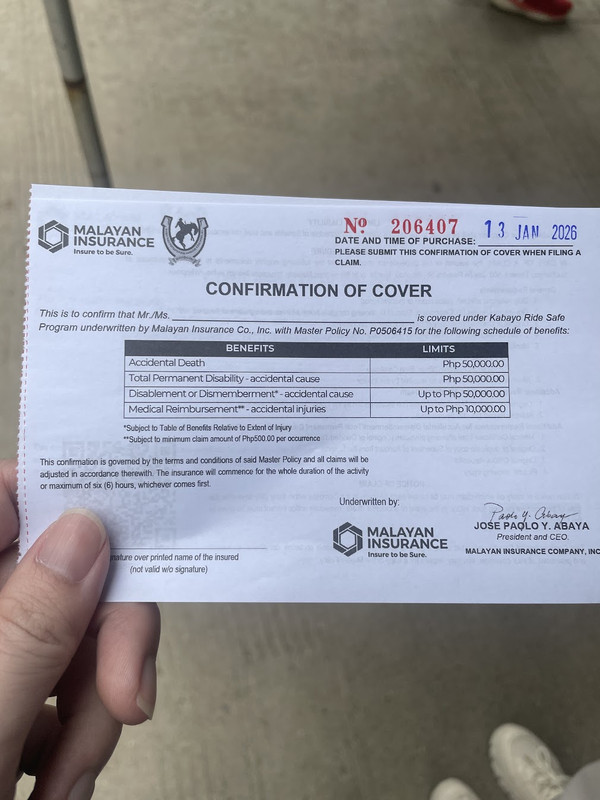 MALAYAN
INSURANCE
Insure to be Sure.
Nº 206407
13 JAN 2026
DATE AND TIME OF PURCHASE:
PLEASE SUBMIT THIS CONFIRMATION OF COVER WHEN FILING A
CLAIM.
CONFIRMATION OF COVER
This is to confirm that Mr./Ms. is covered under Kabayo Ride Safe
Program underwritten by Malayan Insurance Co., Inc. with Master Policy No. P0506415 for the following schedule of benefits:
BENEFITS LIMITS
Accidental Death Php 50,000.00
Total Permanent Disability - accidental cause Php 50,000.00
Disablement or Dismemberment* - accidental cause Up to Php 50,000.00
Medical Reimbursement** - accidental injuries Up to Php 10,000.00
*Subject to Table of Benefits Relative to Extent of Injury
**Subject to minimum claim amount of Php500.00 per occurrence
This confirmation is governed by the terms and conditions of said Master Policy and all claims will be
adjusted in accordance therewith. The insurance will commence for the whole duration of the activity
or maximum of six (6) hours, whichever comes first.
Underwritten by:
MALAYAN
INSURANCE
Insure to be Sure.
Paolo Y. Abaya
JOSE PAOLO Y. ABAYA
President and CEO.
MALAYAN INSURANCE COMPANY, INC
over printed name of the insured
(not valid w/o signature)